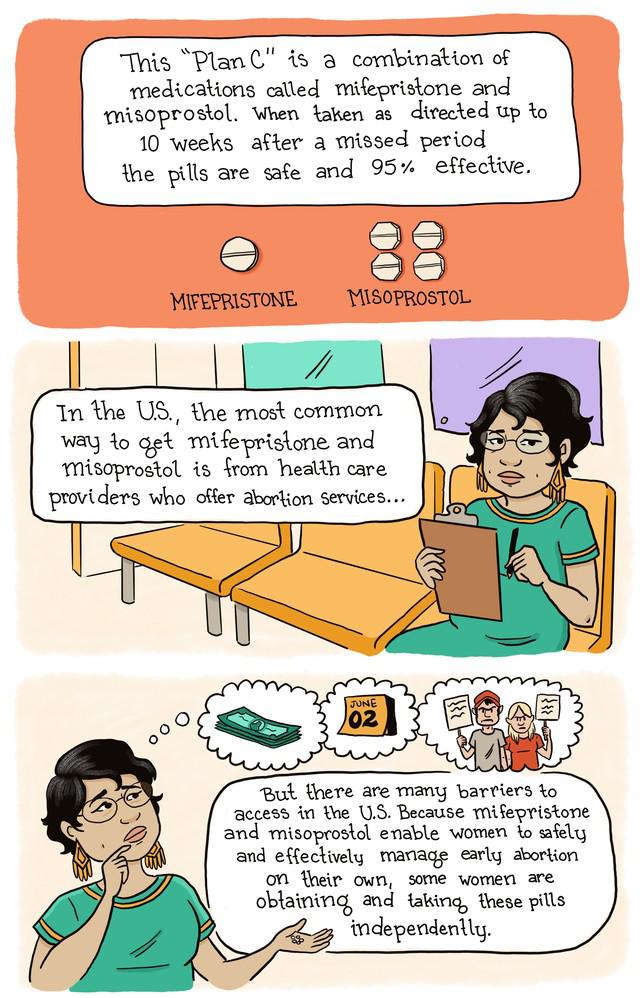 This "Plan C" is a combination of
medications called mifepristone and
misoprostol. When taken as directed up to
10 weeks after a missed period
the pills are safe and 95% effective.
MIFEPRISTONE
MISOPROSTOL
In the U.S., the most common
way to get mifepristone and
misoprostol is from health care
providers who offer abortion services...
JUNE
02
But there are many barriers to
access in the U.S. Because mifepristone
and misoprostol enable women to safely
and effectively manage early abortion
on their own, some women are
obtaining and taking these pills
independently.